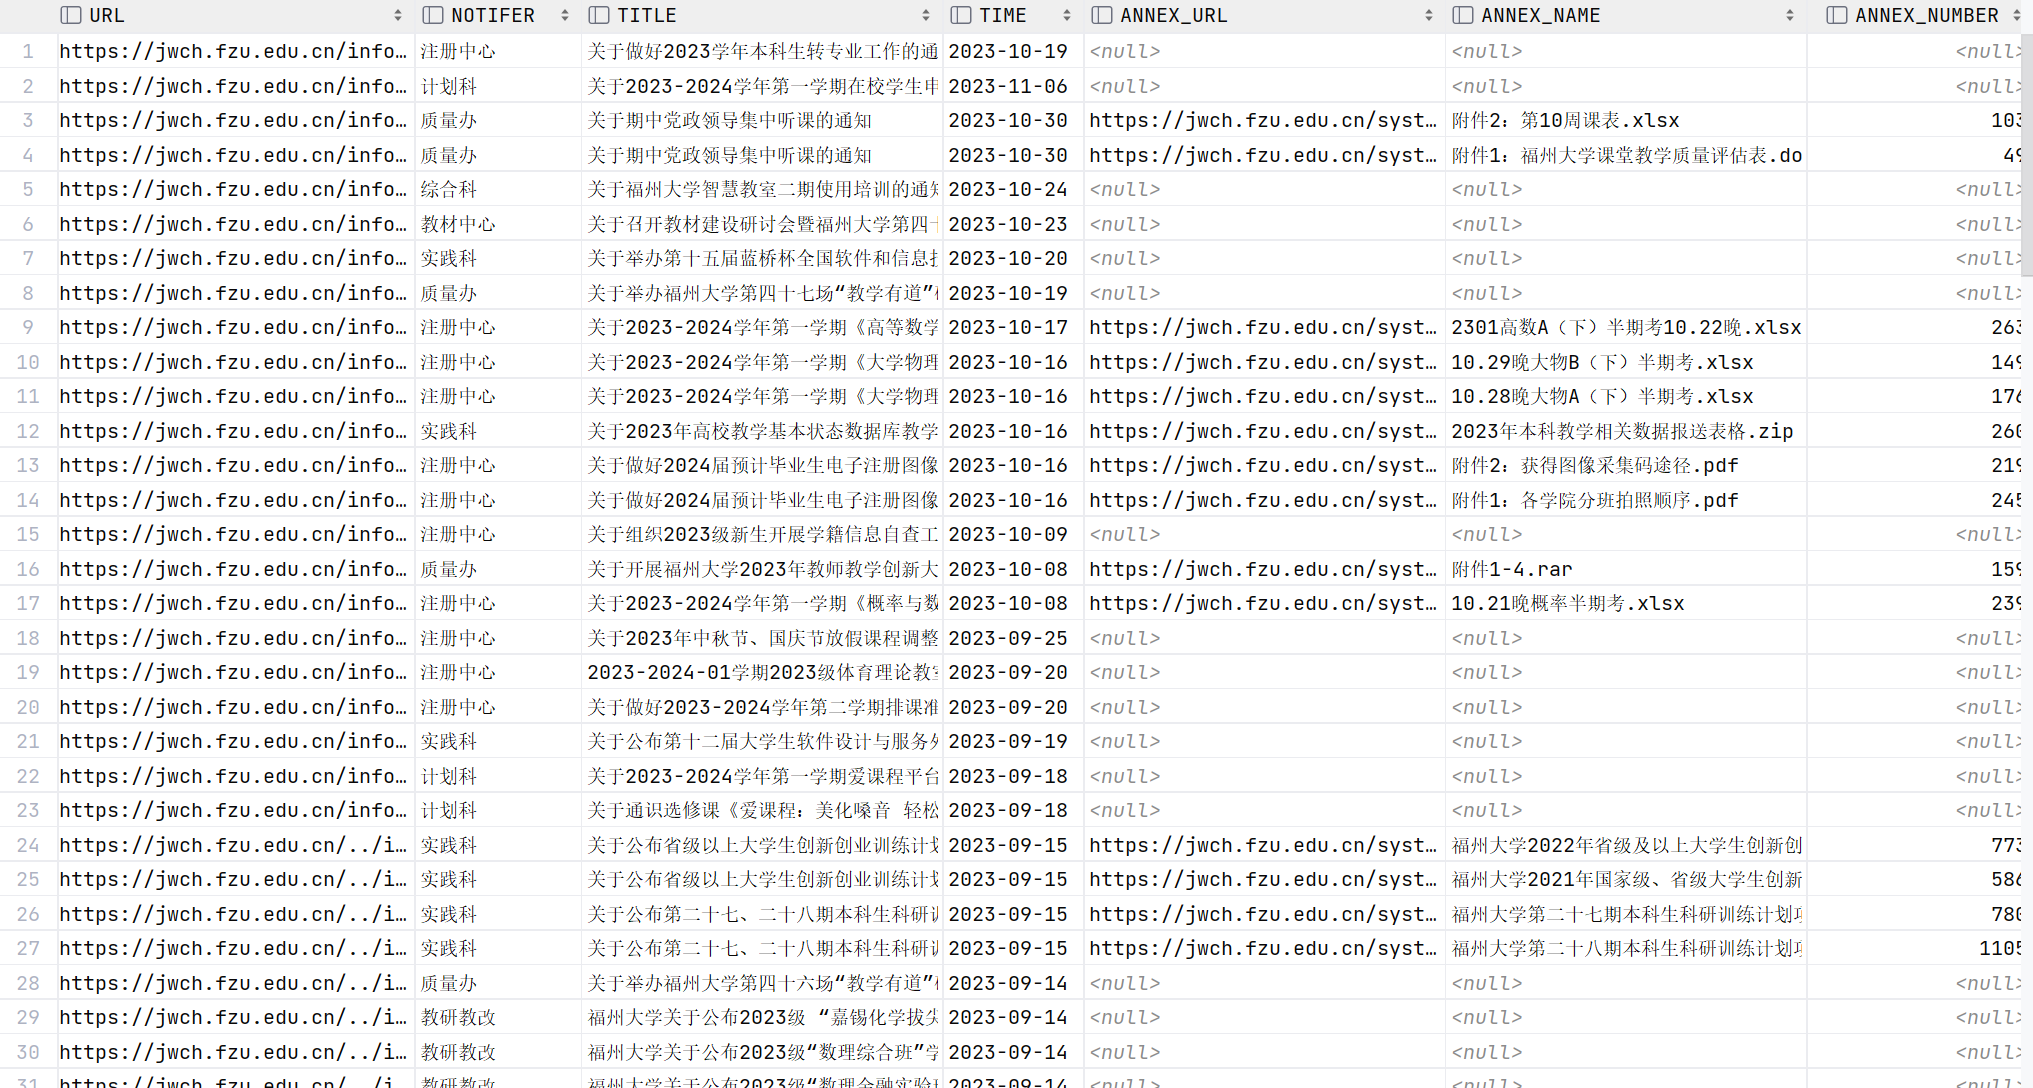 URL NOTIFER TITLE TIME ANNEX_URL ANNEX_NAME ANNEX_NUMBER
1 https://jwch.fzu.edu.cn/info… 注册中心 关于做好2023学年本科生转专业工作的通 2023-10-19 <null> <null> <null>
2 https://jwch.fzu.edu.cn/info… 计划科 关于2023-2024学年第一学期在校学生申 2023-11-06 <null> <null> <null>
3 https://jwch.fzu.edu.cn/info… 质量办 关于期中党政领导集中听课的通知 2023-10-30 https://jwch.fzu.edu.cn/syst… 附件2：第10周课表.xlsx 103
4 https://jwch.fzu.edu.cn/info… 质量办 关于期中党政领导集中听课的通知 2023-10-30 https://jwch.fzu.edu.cn/syst… 附件1：福州大学课堂教学质量评估表.do 49
5 https://jwch.fzu.edu.cn/info… 综合科 关于福州大学智慧教室二期使用培训的通知 2023-10-24 <null> <null> <null>
6 https://jwch.fzu.edu.cn/info… 教材中心 关于召开教材建设研讨会暨福州大学第四十 2023-10-23 <null> <null> <null>
7 https://jwch.fzu.edu.cn/info… 实践科 关于举办第十五届蓝桥杯全国软件和信息技 2023-10-20 <null> <null> <null>
8 https://jwch.fzu.edu.cn/info… 质量办 关于举办福州大学第四十七场“教学有道”研 2023-10-19 <null> <null> <null>
9 https://jwch.fzu.edu.cn/info… 注册中心 关于2023-2024学年第一学期《高等数学 2023-10-17 https://jwch.fzu.edu.cn/syst… 2301高数A（下）半期考10.22晚.xlsx 263
10 https://jwch.fzu.edu.cn/info… 注册中心 关于2023-2024学年第一学期《大学物理 2023-10-16 https://jwch.fzu.edu.cn/syst… 10.29晚大物B（下）半期考.xlsx 149
11 https://jwch.fzu.edu.cn/info… 注册中心 关于2023-2024学年第一学期《大学物理 2023-10-16 https://jwch.fzu.edu.cn/syst… 10.28晚大物A（下）半期考.xlsx 176
12 https://jwch.fzu.edu.cn/info… 实践科 关于2023年高校教学基本状态数据库教学 2023-10-16 https://jwch.fzu.edu.cn/syst… 2023年本科教学相关数据报送表格.zip 260
13 https://jwch.fzu.edu.cn/info… 注册中心 关于做好2024届预计毕业生电子注册图像 2023-10-16 https://jwch.fzu.edu.cn/syst… 附件2：获得图像采集码途径.pdf 219
14 https://jwch.fzu.edu.cn/info… 注册中心 关于做好2024届预计毕业生电子注册图像 2023-10-16 https://jwch.fzu.edu.cn/syst… 附件1：各学院分班拍照顺序.pdf 245
15 https://jwch.fzu.edu.cn/info… 注册中心 关于组织2023级新生开展学籍信息自查工 2023-10-09 <null> <null> <null>
16 https://jwch.fzu.edu.cn/info… 质量办 关于开展福州大学2023年教师教学创新大 2023-10-08 https://jwch.fzu.edu.cn/syst… 附件1-4.rar 159
17 https://jwch.fzu.edu.cn/info… 注册中心 关于2023-2024学年第一学期《概率与数 2023-10-08 https://jwch.fzu.edu.cn/syst… 10.21晚概率半期考.xlsx 239
18 https://jwch.fzu.edu.cn/info… 注册中心 关于2023年中秋节、国庆节放假课程调整 2023-09-25 <null> <null> <null>
19 https://jwch.fzu.edu.cn/info… 注册中心 2023-2024-01学期2023级体育理论教室 2023-09-20 <null> <null> <null>
20 https://jwch.fzu.edu.cn/info… 注册中心 关于做好2023-2024学年第二学期排课准 2023-09-20 <null> <null> <null>
21 https://jwch.fzu.edu.cn/info… 实践科 关于公布第十二届大学生软件设计与服务外 2023-09-19 <null> <null> <null>
22 https://jwch.fzu.edu.cn/info… 计划科 关于2023-2024学年第一学期爱课程平台 2023-09-18 <null> <null> <null>
23 https://jwch.fzu.edu.cn/info… 计划科 关于通识选修课《爱课程：美化嗓音 轻松 2023-09-18 <null> <null> <null>
24 https://jwch.fzu.edu.cn/../i… 实践科 关于公布省级以上大学生创新创业训练计划 2023-09-15 https://jwch.fzu.edu.cn/syst… 福州大学2022年省级及以上大学生创新创 773
25 https://jwch.fzu.edu.cn/../i… 实践科 关于公布省级以上大学生创新创业训练计划 2023-09-15 https://jwch.fzu.edu.cn/syst… 福州大学2021年国家级、省级大学生创新 586
26 https://jwch.fzu.edu.cn/../i… 实践科 关于公布第二十七、二十八期本科生科研训 2023-09-15 https://jwch.fzu.edu.cn/syst… 福州大学第二十七期本科生科研训练计划项 780
27 https://jwch.fzu.edu.cn/../i… 实践科 关于公布第二十七、二十八期本科生科研训 2023-09-15 https://jwch.fzu.edu.cn/syst… 福州大学第二十八期本科生科研训练计划项 1105
28 https://jwch.fzu.edu.cn/../i… 质量办 关于举办福州大学第四十六场“教学有道”研 2023-09-14 <null> <null> <null>
29 https://jwch.fzu.edu.cn/../i… 教研教改 福州大学关于公布2023级 “嘉锡化学拔尖 2023-09-14 <null> <null> <null>
30 https://jwch.fzu.edu.cn/../i… 教研教改 福州大学关于公布2023级“数理综合班”学 2023-09-14 <null> <null> <null>
31 https://jwch.fzu.edu.cn/../i… 教研教改 福州大学关于公布2023级“数理金融实验班 2023-09-14 <null> <null> <null>